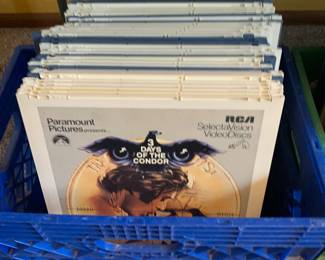 Paramount
Pictures presents...
RCA
SelectaVision
VideoDiscs
3
DAYS
OF THE
CONDOR